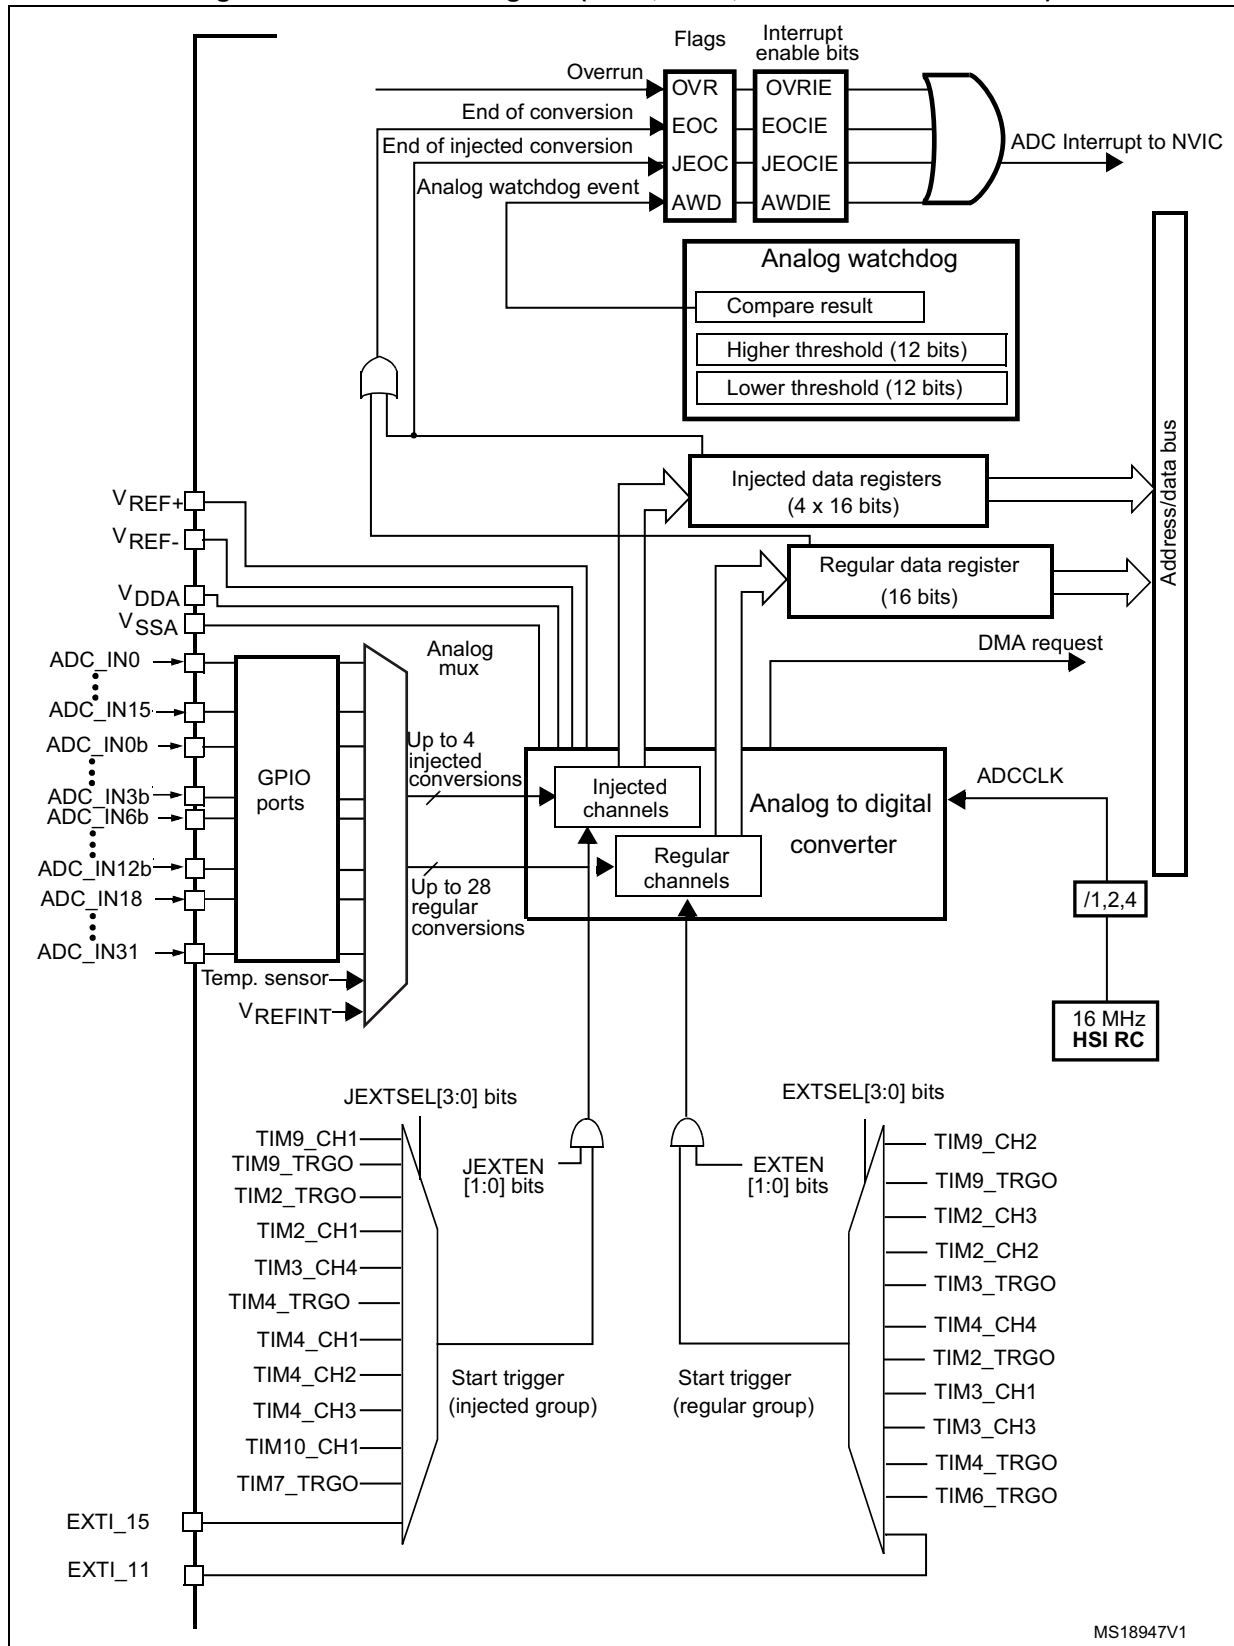 Flags
Interrupt
enable bits
Overrun
OVR
OVRIE
End of conversion
EOC
EOCIE
End of injected conversion
JEOC
JEOCIE
ADC Interrupt to NVIC
Analog watchdog event
AWD
AWDIE
Analog watchdog
Compare result
Higher threshold (12 bits)
Lower threshold (12 bits)
Address/data bus
Injected data registers
(4 x 16 bits)
Regular data register
(16 bits)
VREF+
VREF-
VDDA
VSSA
DMA request
ADC_IN0
ADC_IN15
ADC_IN0b
ADC_IN3b
ADC_IN6b
ADC_IN12b
ADC_IN18
ADC_IN31
GPIO
ports
Analog
mux
Up to 4
injected
conversions
Up to 28
regular
conversions
Temp. sensor
VREFINT
Injected
channels
Regular
channels
Analog to digital
converter
ADCCLK
/1,2,4
16 MHz
HSI RC
JEXTSEL[3:0] bits
TIM9_CH1
TIM9_TRGO
TIM2_TRGO
TIM2_CH1
TIM3_CH4
TIM4_TRGO
TIM4_CH1
TIM4_CH2
TIM4_CH3
TIM10_CH1
TIM7_TRGO
JEXTEN
[1:0] bits
Start trigger
(injected group)
EXTSEL[3:0] bits
EXTEN
[1:0] bits
Start trigger
(regular group)
TIM9_CH2
TIM9_TRGO
TIM2_CH3
TIM2_CH2
TIM3_TRGO
TIM4_CH4
TIM2_TRGO
TIM3_CH1
TIM3_CH3
TIM4_TRGO
TIM6_TRGO
EXTI_15
EXTI_11
MS18947V1